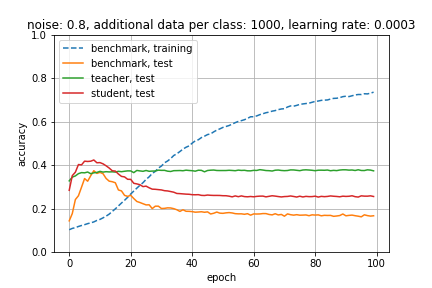 noise: 0.8, additional data per class: 1000, learning rate: 0.0003
1.0
0.8
0.6
0.4
0.2
0.0
accuracy
benchmark, training
benchmark, test
teacher, test
student, test
0 20 40 60 80 100
epoch